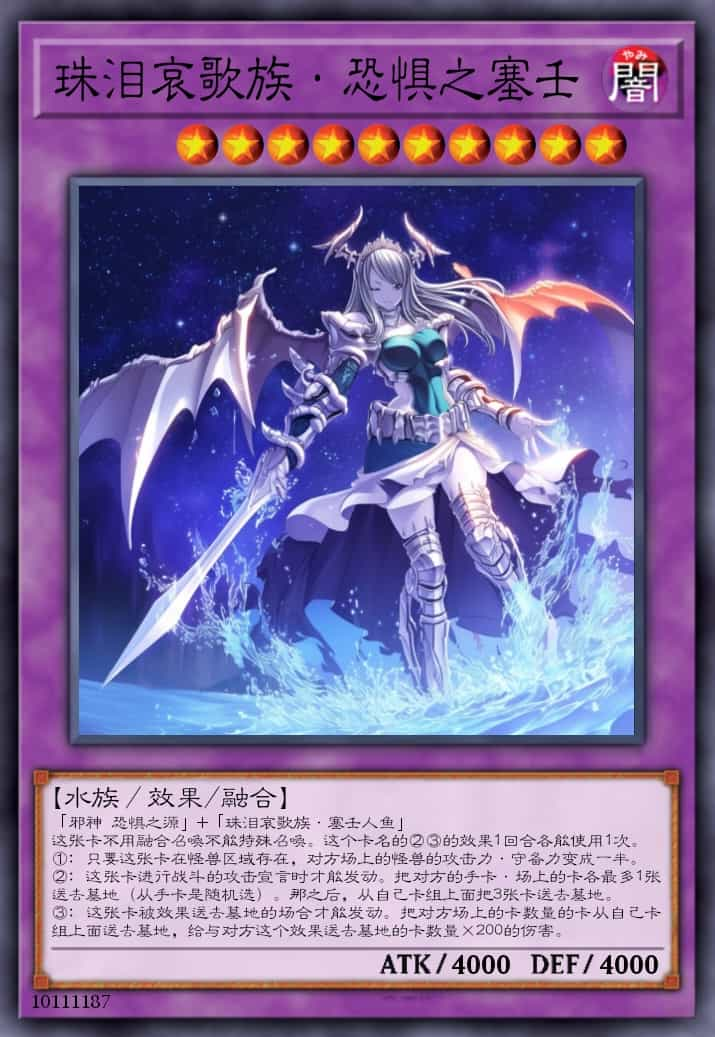 珠泪哀歌族・恐惧之塞壬
やみ
闇
【水族／效果/融合】
「邪神 恐惧之源」+「珠泪哀歌族・塞壬人鱼」
这张卡不用融合召唤不能特殊召唤。这个卡名的②③的效果1回合各能使用1次。
①：只要这张卡在怪兽区域存在，对方场上的怪兽的攻击力・守备力变成一半。
②：这张卡进行战斗的攻击宣言时才能发动。把对方的手卡・场上的卡各最多1张
送去墓地（从手卡是随机选）。那之后，从自己卡组上面把3张卡送去墓地。
③：这张卡被效果送去墓地的场合才能发动。把对方场上的卡数量的卡从自己卡
组上面送去墓地，给与对方这个效果送去墓地的卡数量×200的伤害。
ATK/4000 DEF/4000
10111187